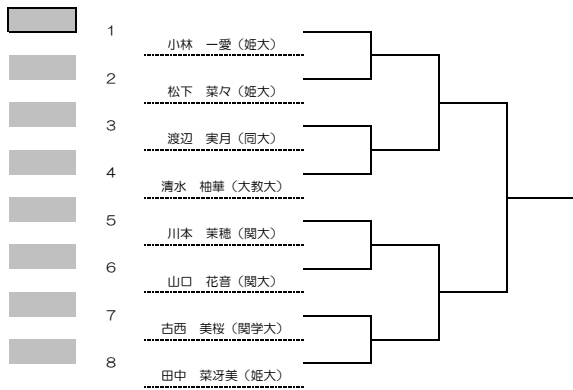 1
小林　一愛（姫大）
2
松下　菜々（姫大）
3
渡辺　実月（同大）
4
清水　柚華（大教大）
5
川本　茉穂（関大）
6
山口　花音（関大）
7
古西　美桜（関学大）
8
田中　菜冴美（姫大）